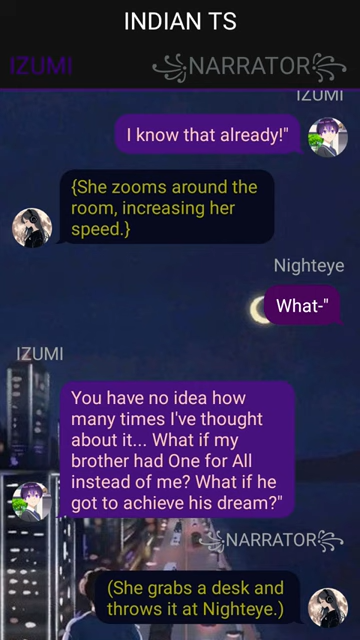 INDIAN TS
IZUMI
NARRATOR
IZUMI
I know that already!"
{She zooms around the
room, increasing her
speed.}
Nighteye
What-"
IZUMI
You have no idea how
many times I've thought
about it... What if my
brother had One for All
instead of me? What if he
got to achieve his dream?"
NARRATOR
(She grabs a desk and
throws it at Nighteye.)